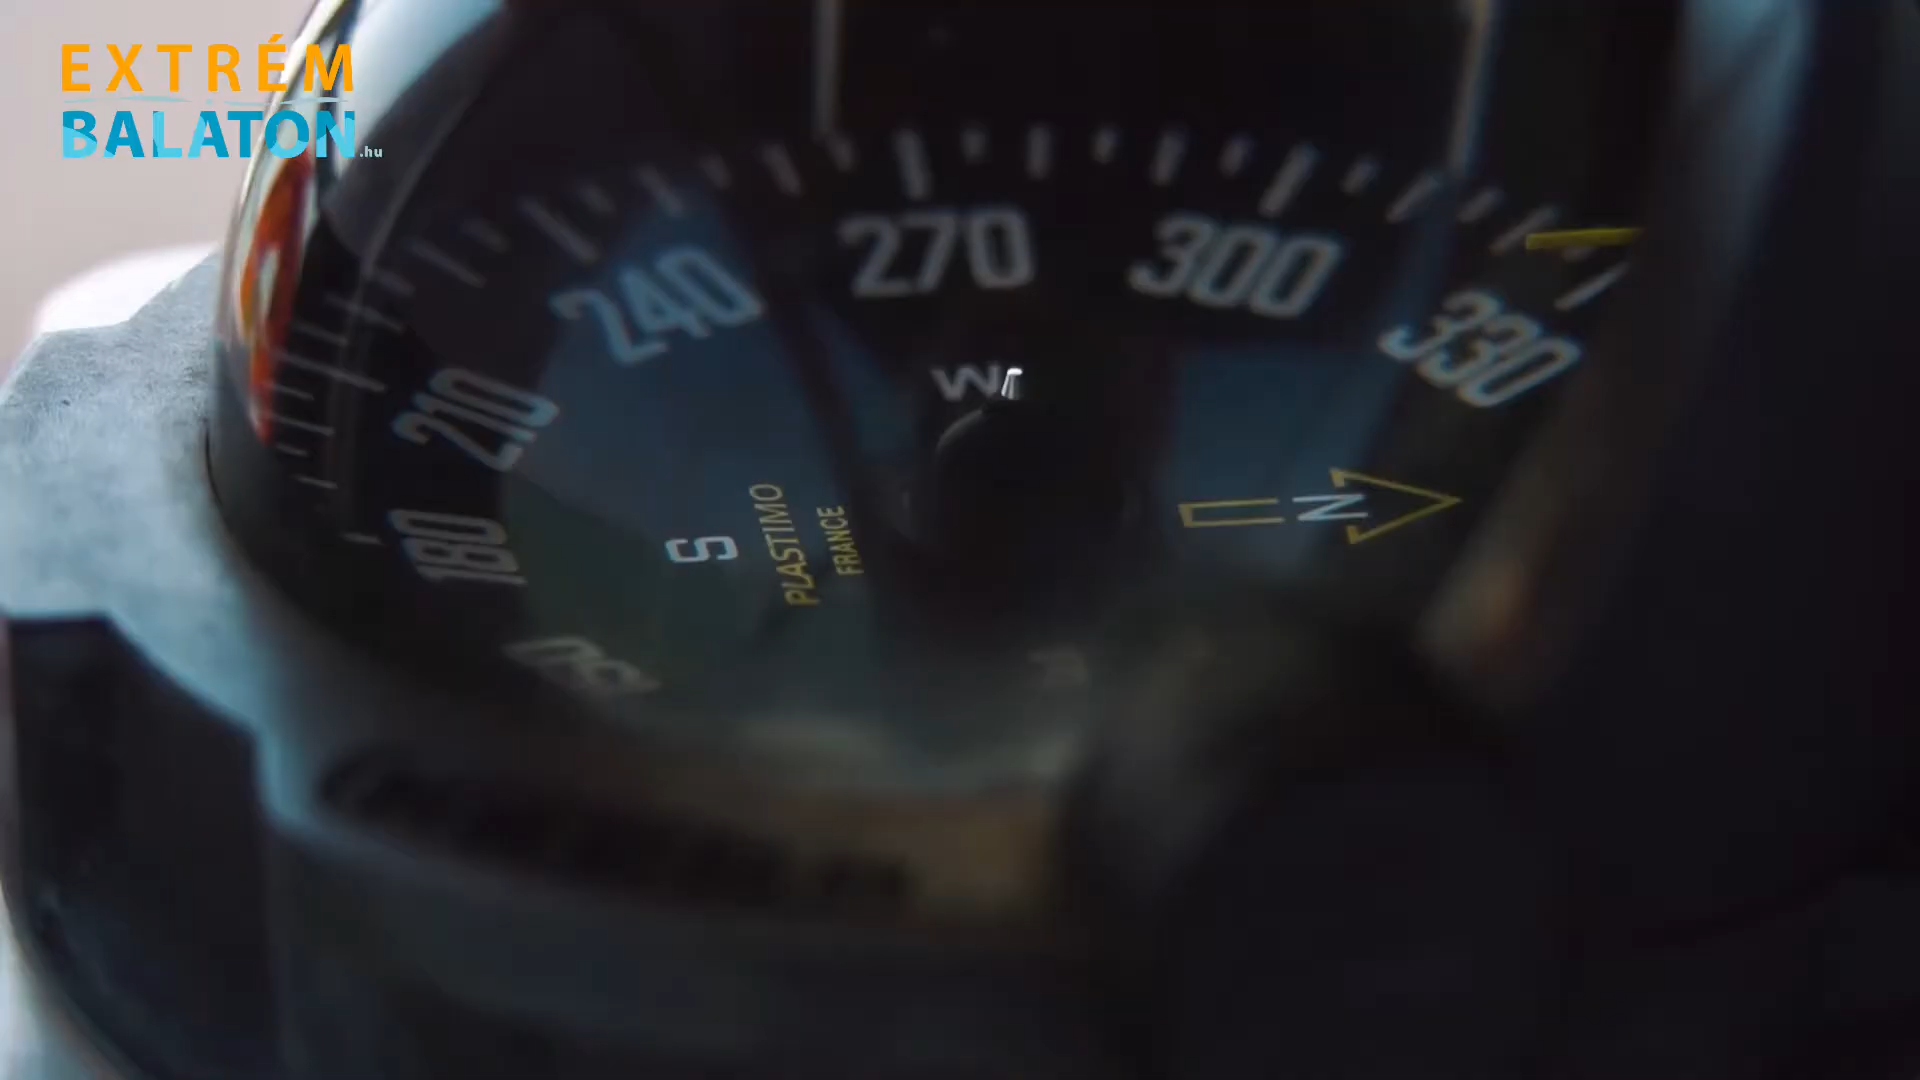 EXTRÉM
BALATON.hu
240
270
300
330
210
W
180
S
PLASTIMO
FRANCE
N